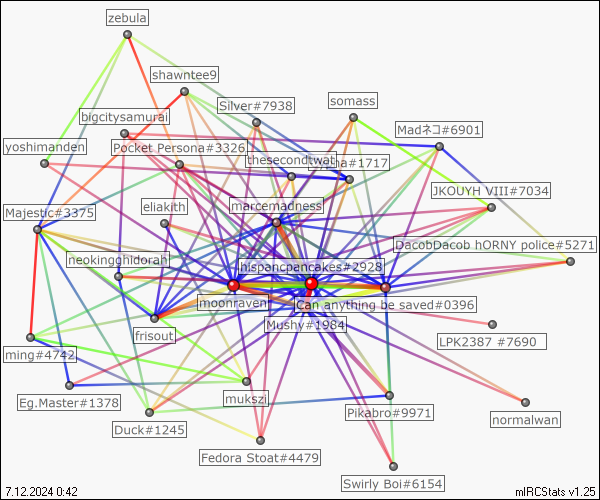 zebula
shawntee9
Silver#7938
somass
bigcitysamurai
Madネコ#6901
yoshimanden
Pocket Persona#3326
thesecondtwat
#1717
JKOUYH VIII#7034
Majestic#3375
eliakith
marcemadness
DacobDacob hORNY police#5271
neokingghidorah
hispancpancakes#2928
moonraven
Can anything be saved#0396
Mushy#1984
frisout
ming#4742
LPK2387 #7690
Eg.Master#1378
mukszi
Pikabro#9971
normalwan
Duck#1245
Fedora Stoat#4479
Swirly Boi#6154
7.12.2024 0:42
mIRCStats v1.25